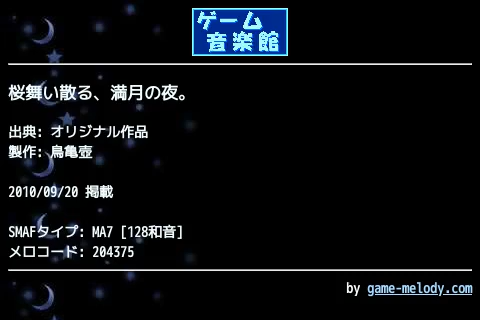 ゲーム
音楽館
桜舞い散る、満月の夜。
出典: オリジナル作品
製作: 鳥亀壺
2010/09/20 掲載
SMAFタイプ: MA7 [128和音]
メロコード: 204375
by game-melody.com